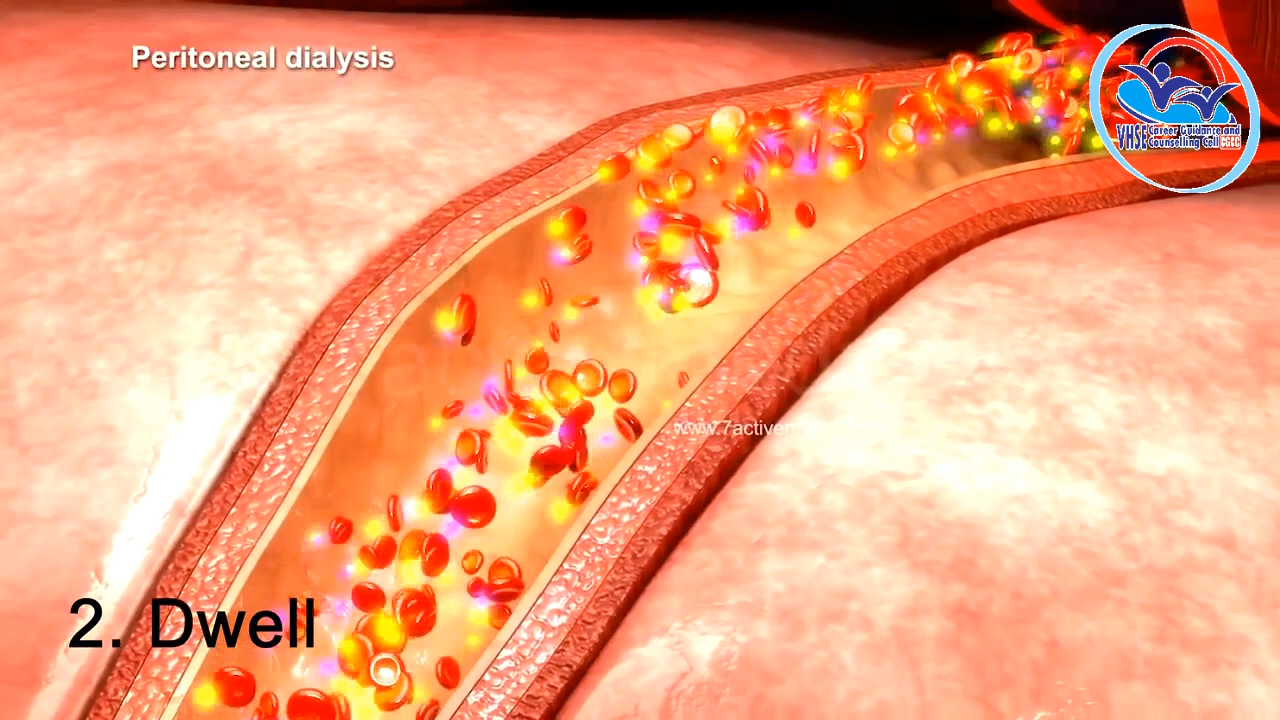 Peritoneal dialysis
VHSE Career Guidance and
Counselling Cell CGCC
www.7active
2. Dwell